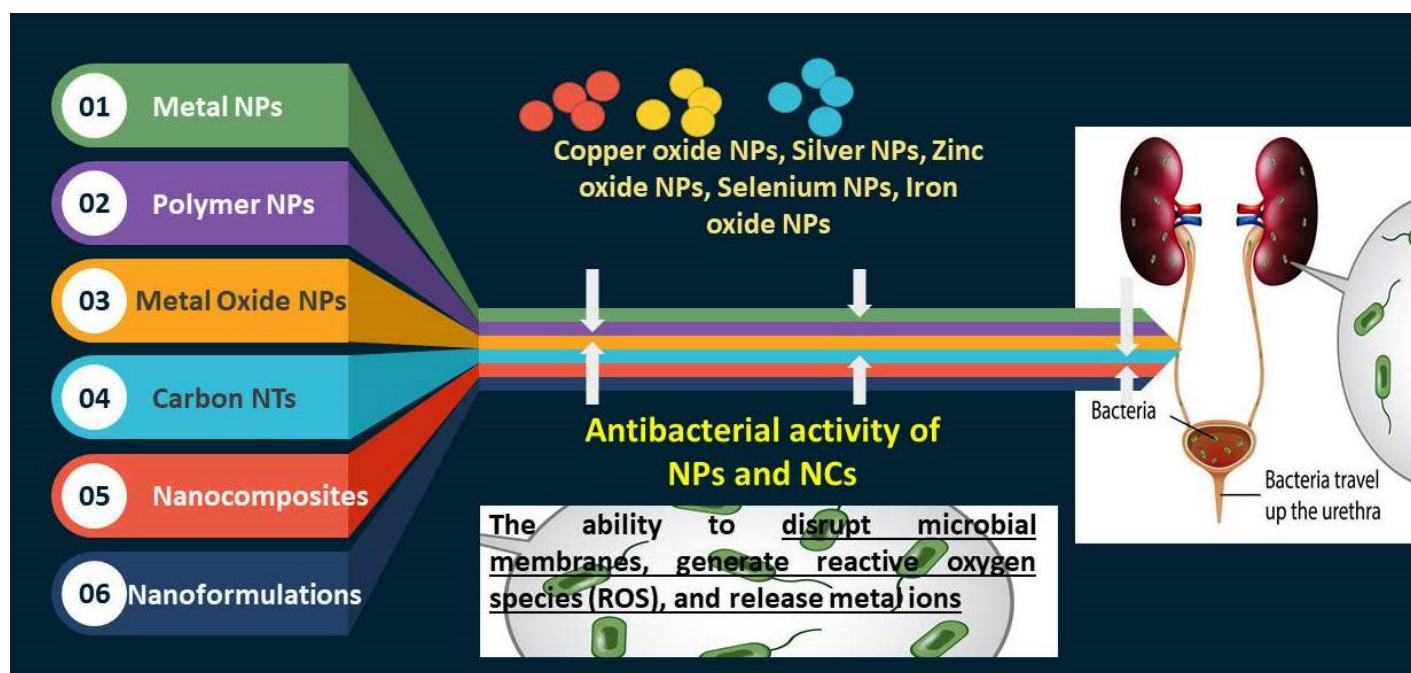 01 Metal NPs
02 Polymer NPs
03 Metal Oxide NPs
04 Carbon NTs
05 Nanocomposites
06 Nanoformulations
Copper oxide NPs, Silver NPs, Zinc
oxide NPs, Selenium NPs, Iron
oxide NPs
Antibacterial activity of
NPs and NCs
The ability to disrupt microbial
membranes, generate reactive oxygen
species (ROS), and release metal ions
Bacteria
Bacteria travel
up the urethra